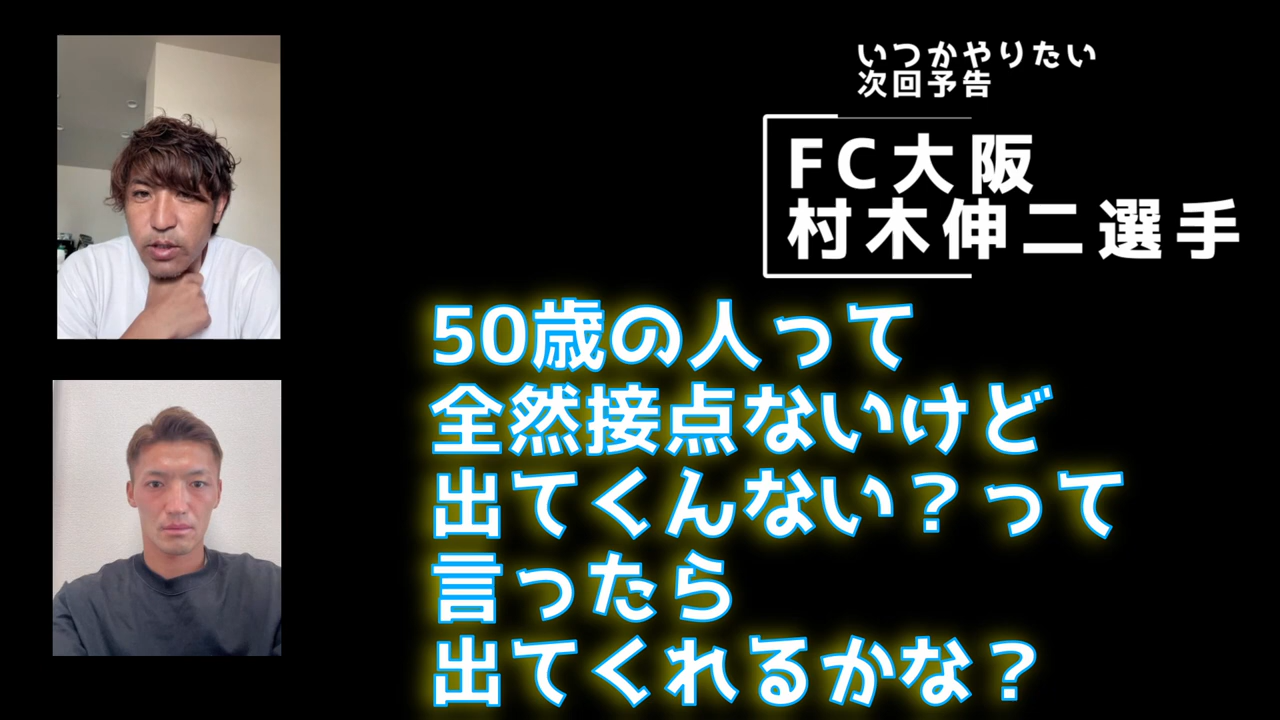 いつかやりたい
次回予告
FC大阪
村木伸二選手
50歳の人って
全然接点ないけど
出てくんない？って
言ったら
出てくれるかな？